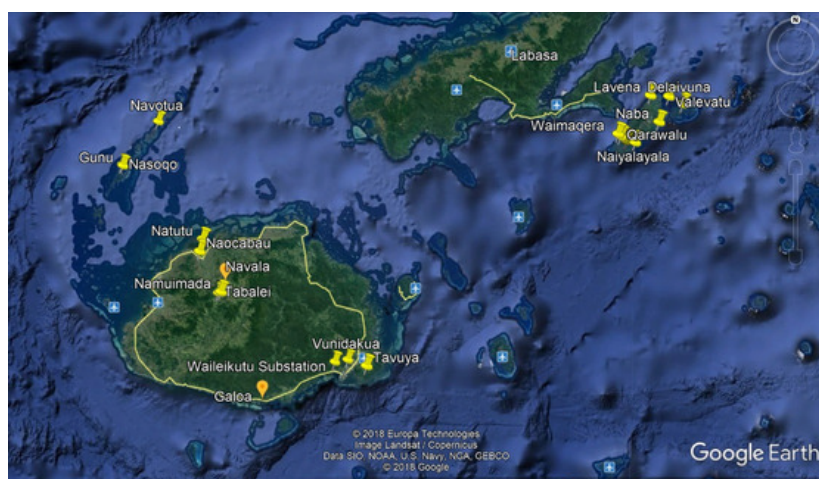 Labasa
Lavena Delaivuna
Valevatu
Navotua
Naba
Waimaqera
Qarawalu
Gunu
Nasoqo
Naiyalayala
Natutu
Naocabau
Navala
Namuimada
Tabalei
Vunidakua
Waileikutu Substation
Tavuya
Galoa
© 2018 Europa Technologies
Image Landsat / Copernicus
Data SIO, NOAA, U.S. Navy, NGA, GEBCO
© 2018 Google
Google Earth
N